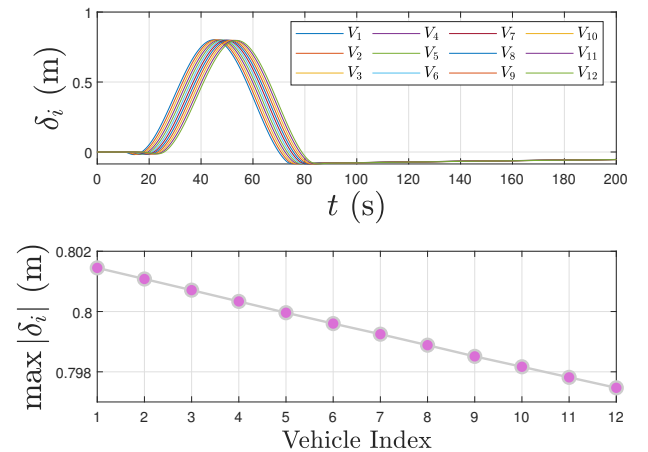 1
0.5
0
δᵢ (m)
V₁ V₄ V₇ V₁₀
V₂ V₅ V₈ V₁₁
V₃ V₆ V₉ V₁₂
0 20 40 60 80 100 120 140 160 180 200
t (s)
0.802
0.8
0.798
max |δᵢ| (m)
1 2 3 4 5 6 7 8 9 10 11 12
Vehicle Index